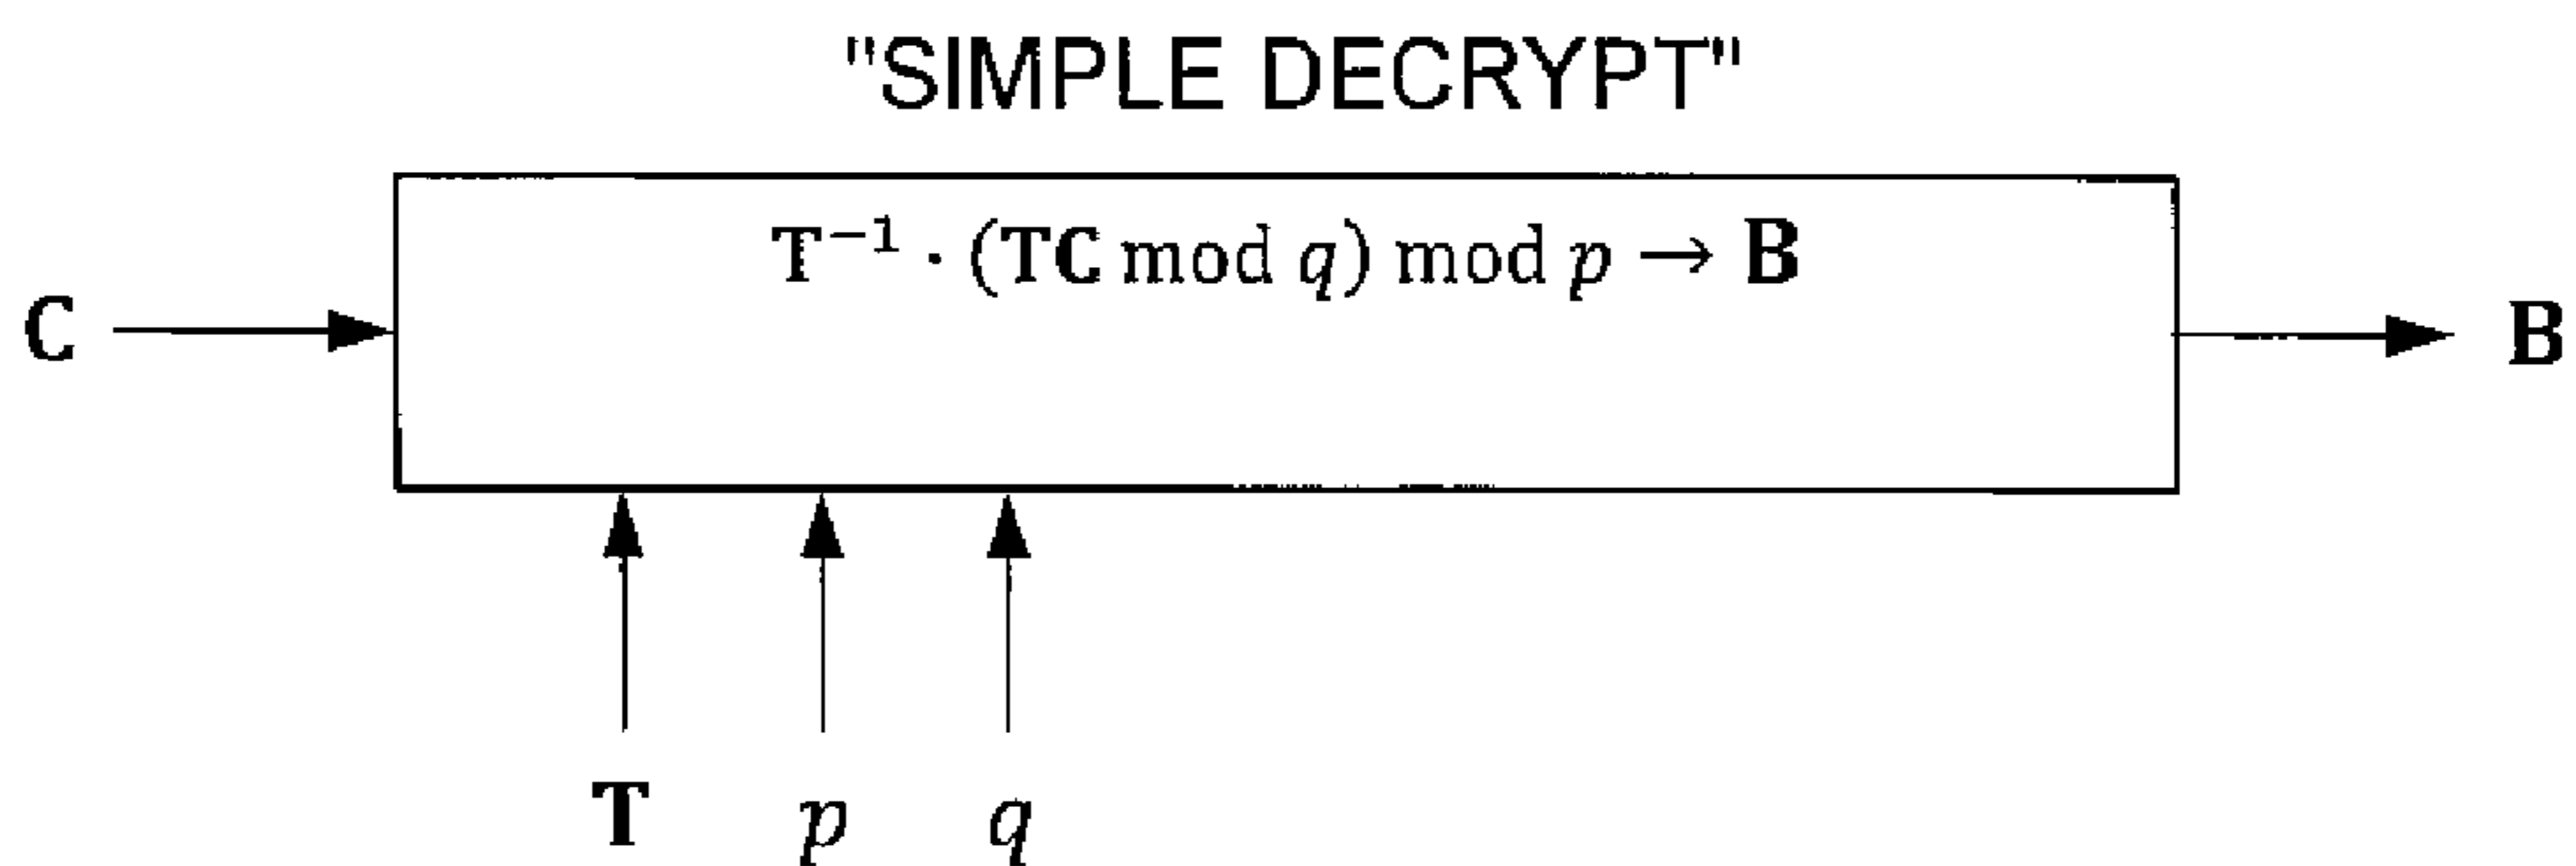 "SIMPLE DECRYPT"
T⁻¹ · (TC mod q) mod p → B
C
B
T p q